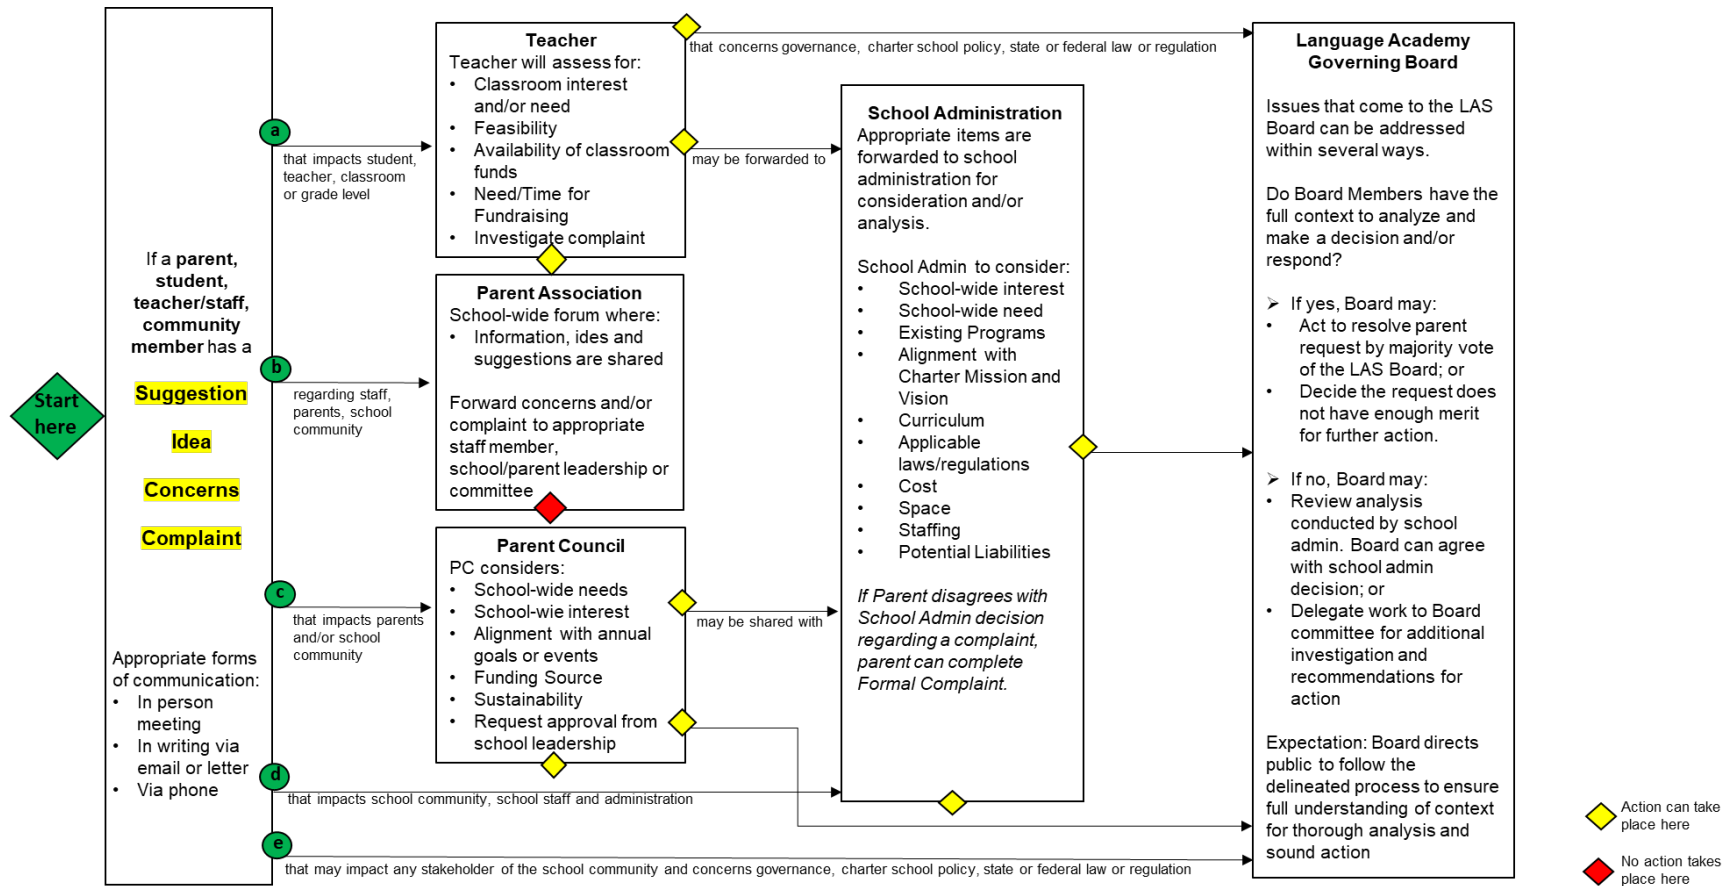 Start
here
If a parent,
student,
teacher/staff,
community
member has a
Suggestion
Idea
Concerns
Complaint
Appropriate forms
of communication:
• In person
meeting
• In writing via
email or letter
• Via phone
a
that impacts student,
teacher, classroom
or grade level
b
regarding staff,
parents, school
community
c
that impacts parents
and/or school
community
d
that impacts school community, school staff and administration
e
that may impact any stakeholder of the school community and concerns governance, charter school policy, state or federal law or regulation
Teacher
Teacher will assess for:
• Classroom interest
and/or need
• Feasibility
• Availability of classroom
funds
• Need/Time for
Fundraising
• Investigate complaint
that concerns governance, charter school policy, state or federal law or regulation
may be forwarded to
Parent Association
School-wide forum where:
• Information, ides and
suggestions are shared
Forward concerns and/or
complaint to appropriate
staff member,
school/parent leadership or
committee
Parent Council
PC considers:
• School-wide needs
• School-wie interest
• Alignment with annual
goals or events
• Funding Source
• Sustainability
• Request approval from
school leadership
may be shared with
School Administration
Appropriate items are
forwarded to school
administration for
consideration and/or
analysis.
School Admin to consider:
• School-wide interest
• School-wide need
• Existing Programs
• Alignment with
Charter Mission and
Vision
• Curriculum
• Applicable
laws/regulations
• Cost
• Space
• Staffing
• Potential Liabilities
If Parent disagrees with
School Admin decision
regarding a complaint,
parent can complete
Formal Complaint.
Language Academy
Governing Board
Issues that come to the LAS
Board can be addressed
within several ways.
Do Board Members have the
full context to analyze and
make a decision and/or
respond?
➢ If yes, Board may:
• Act to resolve parent
request by majority vote
of the LAS Board; or
• Decide the request does
not have enough merit
for further action.
➢ If no, Board may:
• Review analysis
conducted by school
admin. Board can agree
with school admin
decision; or
• Delegate work to Board
committee for additional
investigation and
recommendations for
action
Expectation: Board directs
public to follow the
delineated process to ensure
full understanding of context
for thorough analysis and
sound action
Action can take
place here
No action takes
place here